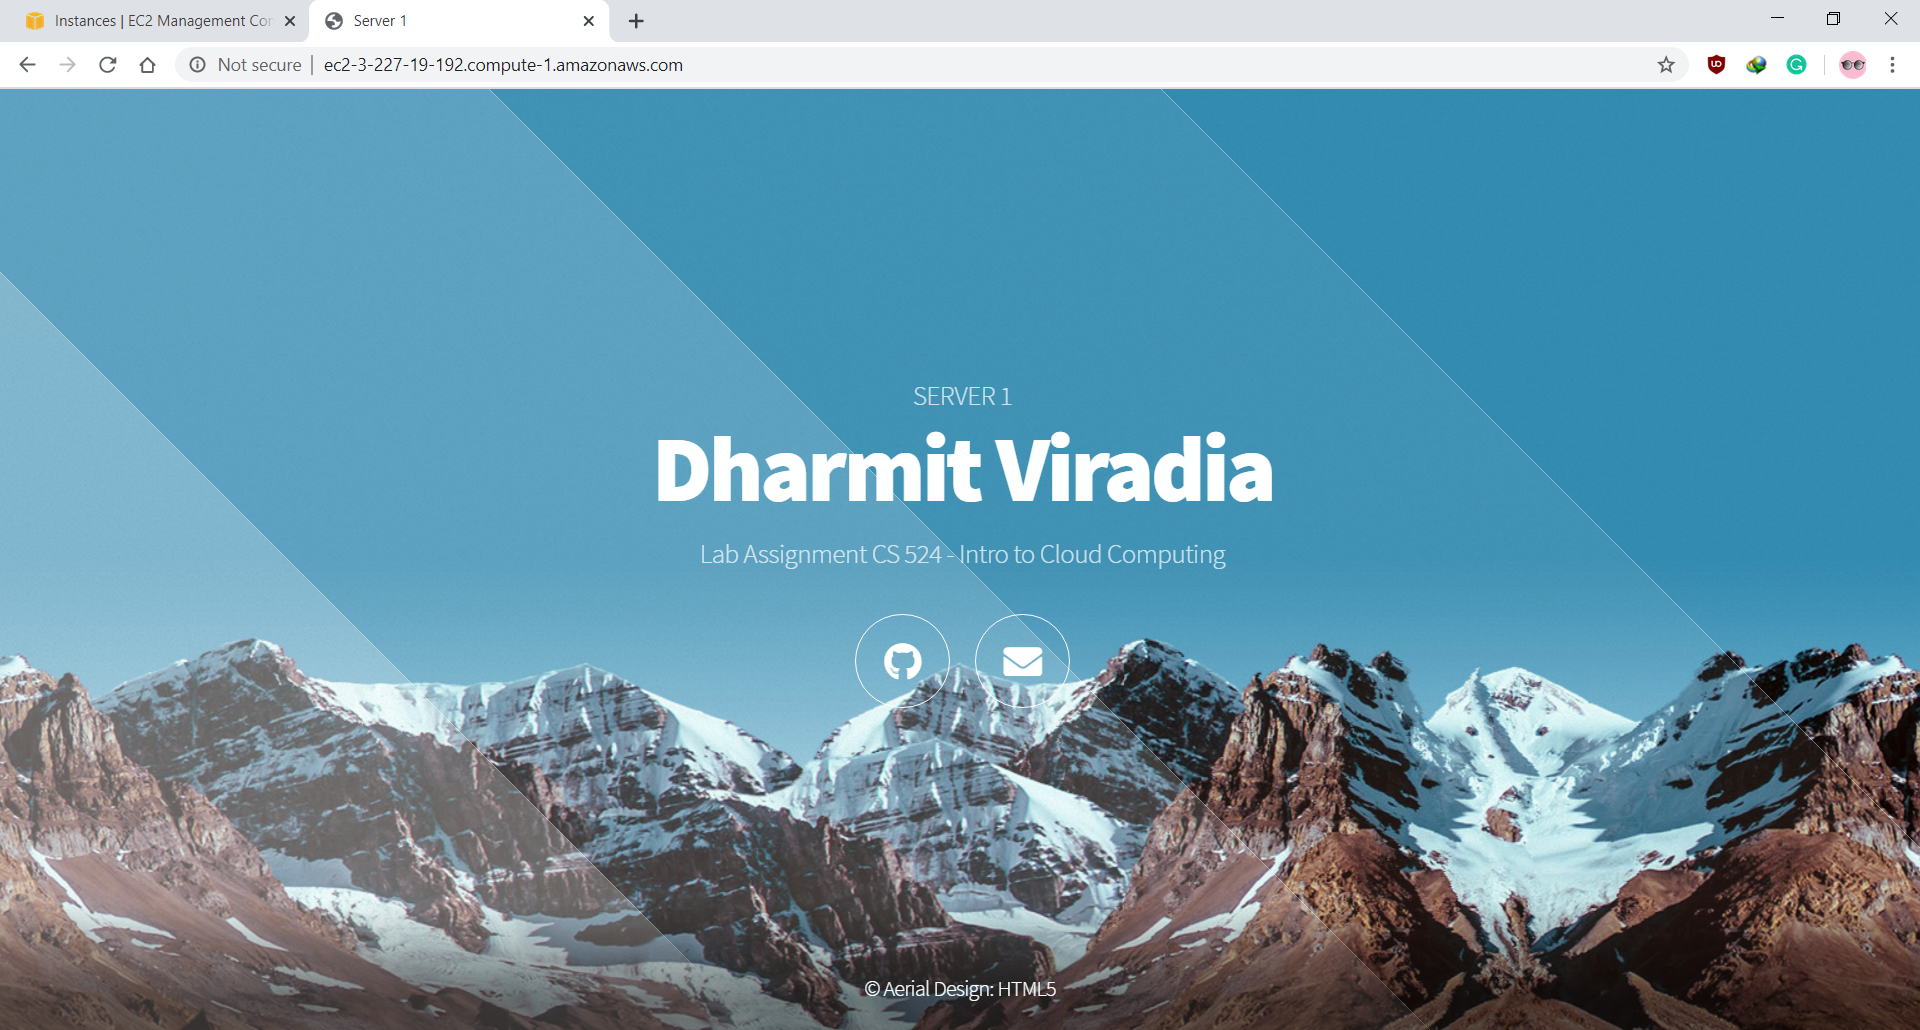 Instances | EC2 Management Con
Server 1
Not secure | ec2-3-227-19-192.compute-1.amazonaws.com
SERVER 1
Dharmit Viradia
Lab Assignment CS 524 - Intro to Cloud Computing
© Aerial Design: HTML5